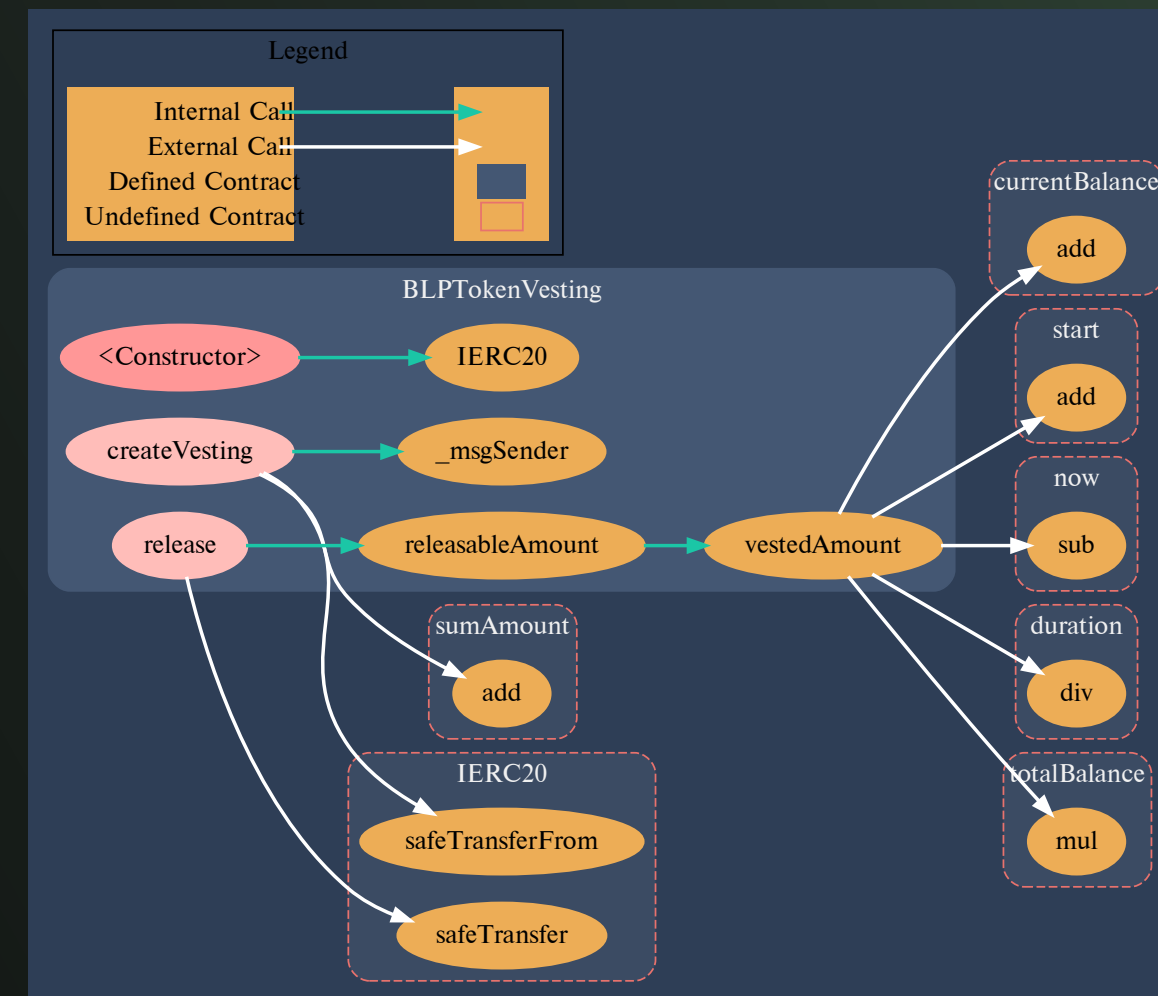 Legend
Internal Call
External Call
Defined Contract
Undefined Contract
currentBalance
add
BLPTokenVesting
<Constructor>
IERC20
start
add
createVesting
_msgSender
now
sub
release
releasableAmount
vestedAmount
sumAmount
add
duration
div
IERC20
safeTransferFrom
safeTransfer
totalBalance
mul